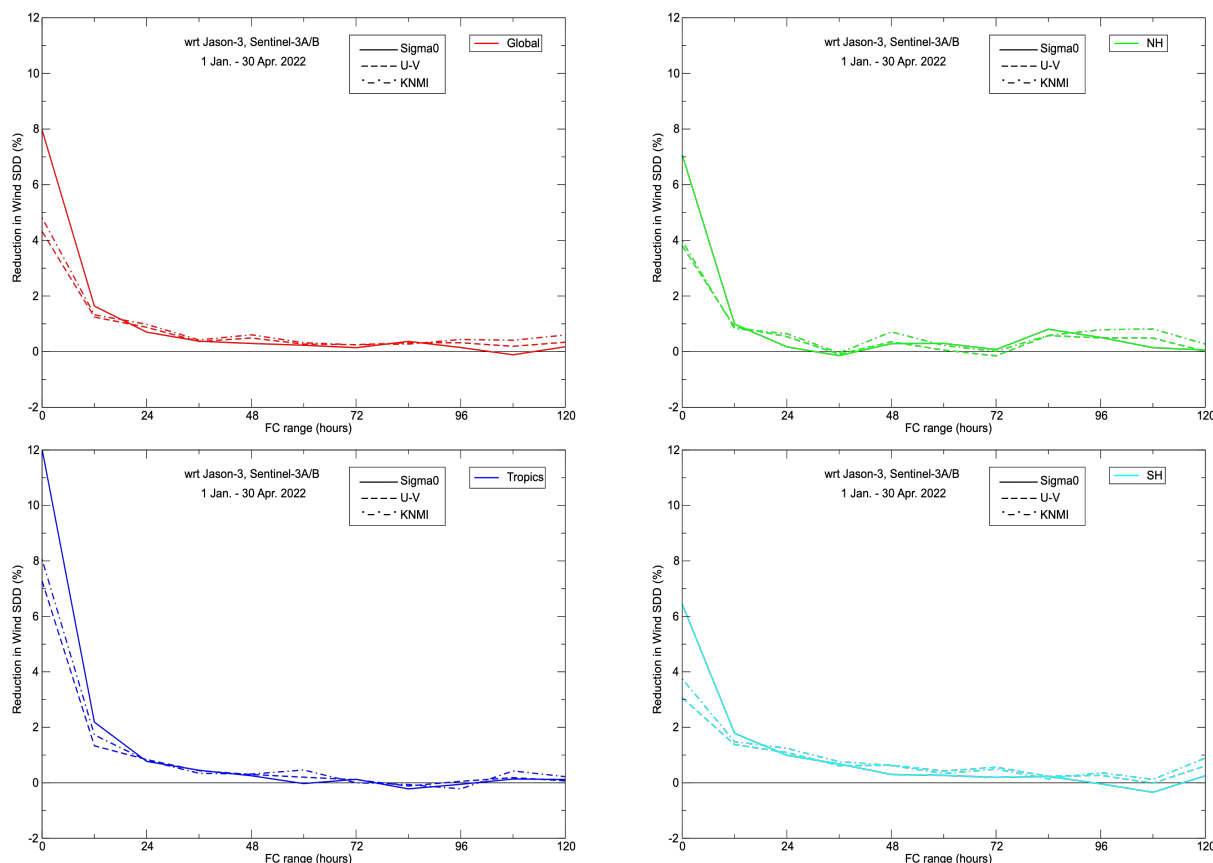 wrt Jason-3, Sentinel-3A/B
1 Jan. - 30 Apr. 2022
Sigma0
U-V
KNMI
Global
Reduction in Wind SDD (%)
12
10
8
6
4
2
0
-2
0 24 48 72 96 120
FC range (hours)
wrt Jason-3, Sentinel-3A/B
1 Jan. - 30 Apr. 2022
Sigma0
U-V
KNMI
NH
Reduction in Wind SDD (%)
12
10
8
6
4
2
0
-2
0 24 48 72 96 120
FC range (hours)
wrt Jason-3, Sentinel-3A/B
1 Jan. - 30 Apr. 2022
Sigma0
U-V
KNMI
Tropics
Reduction in Wind SDD (%)
12
10
8
6
4
2
0
-2
0 24 48 72 96 120
FC range (hours)
wrt Jason-3, Sentinel-3A/B
1 Jan. - 30 Apr. 2022
Sigma0
U-V
KNMI
SH
Reduction in Wind SDD (%)
12
10
8
6
4
2
0
-2
0 24 48 72 96 120
FC range (hours)